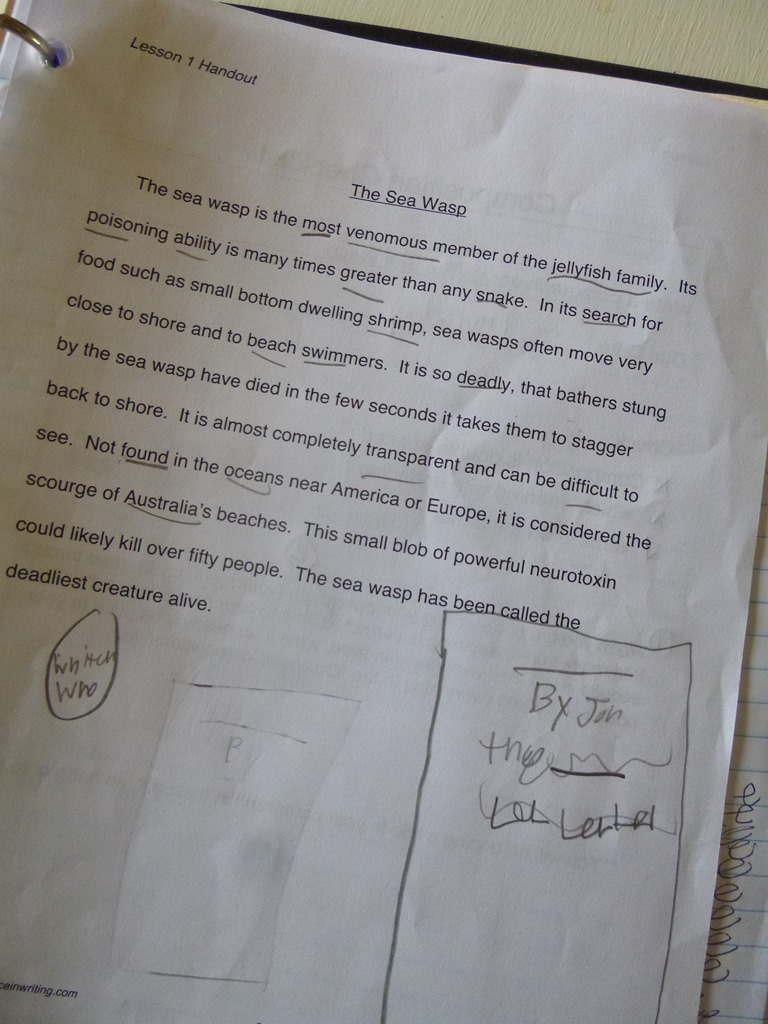 Lesson 1 Handout
The Sea Wasp
The sea wasp is the most venomous member of the jellyfish family. Its
poisoning ability is many times greater than any snake. In its search for
food such as small bottom dwelling shrimp, sea wasps often move very
close to shore and to beach swimmers. It is so deadly, that bathers stung
by the sea wasp have died in the few seconds it takes them to stagger
back to shore. It is almost completely transparent and can be difficult to
see. Not found in the oceans near America or Europe, it is considered the
scourge of Australia's beaches. This small blob of powerful neurotoxin
could likely kill over fifty people. The sea wasp has been called the
deadliest creature alive.
who
By
By Jon
ceinwriting.com